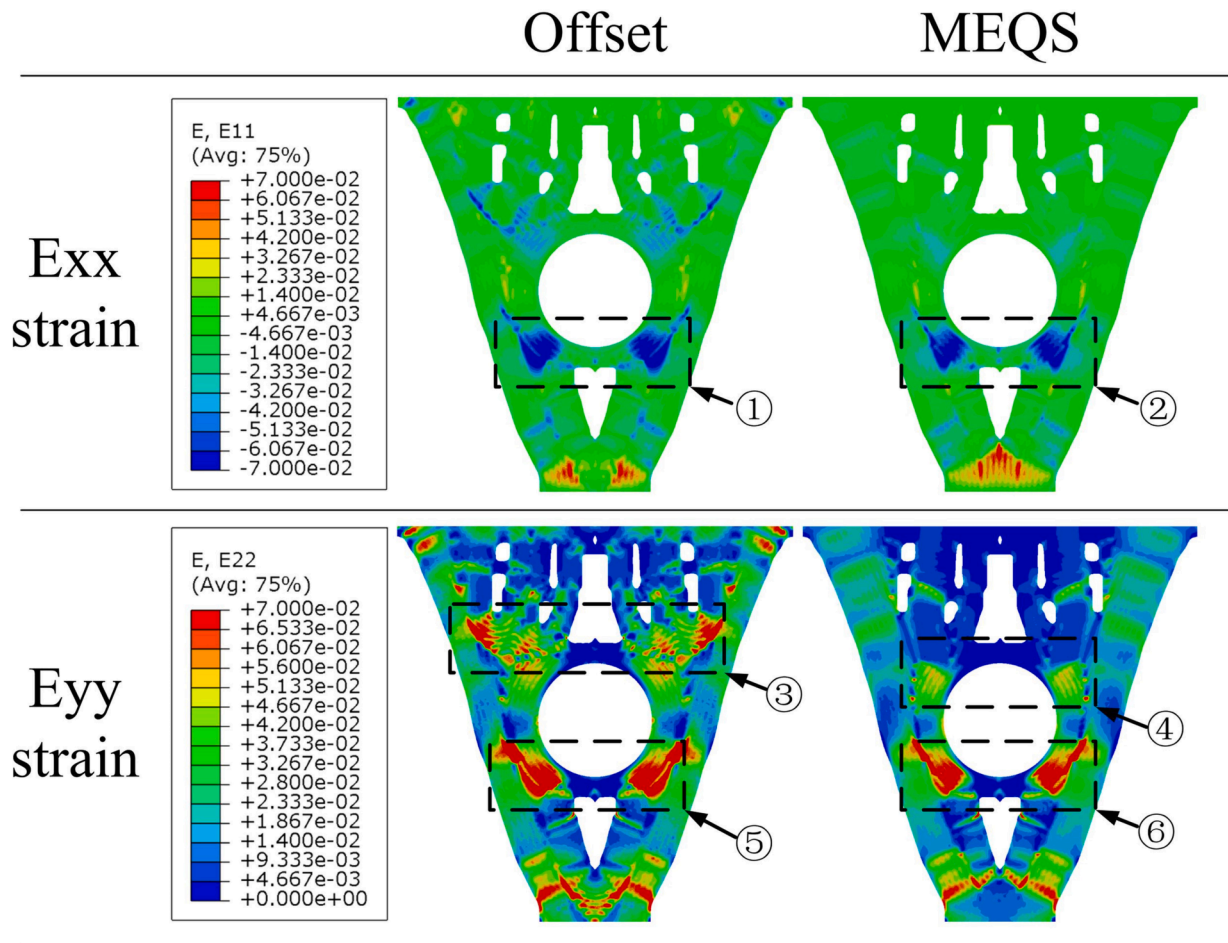 Offset
MEQS
Exx
strain
E, E11
(Avg: 75%)
+7.000e-02
+6.067e-02
+5.133e-02
+4.200e-02
+3.267e-02
+2.333e-02
+1.400e-02
+4.667e-03
-4.667e-03
-1.400e-02
-2.333e-02
-3.267e-02
-4.200e-02
-5.133e-02
-6.067e-02
-7.000e-02
①
②
Eyy
strain
E, E22
(Avg: 75%)
+7.000e-02
+6.533e-02
+6.067e-02
+5.600e-02
+5.133e-02
+4.667e-02
+4.200e-02
+3.733e-02
+3.267e-02
+2.800e-02
+2.333e-02
+1.867e-02
+1.400e-02
+9.333e-03
+4.667e-03
+0.000e+00
③
④
⑤
⑥